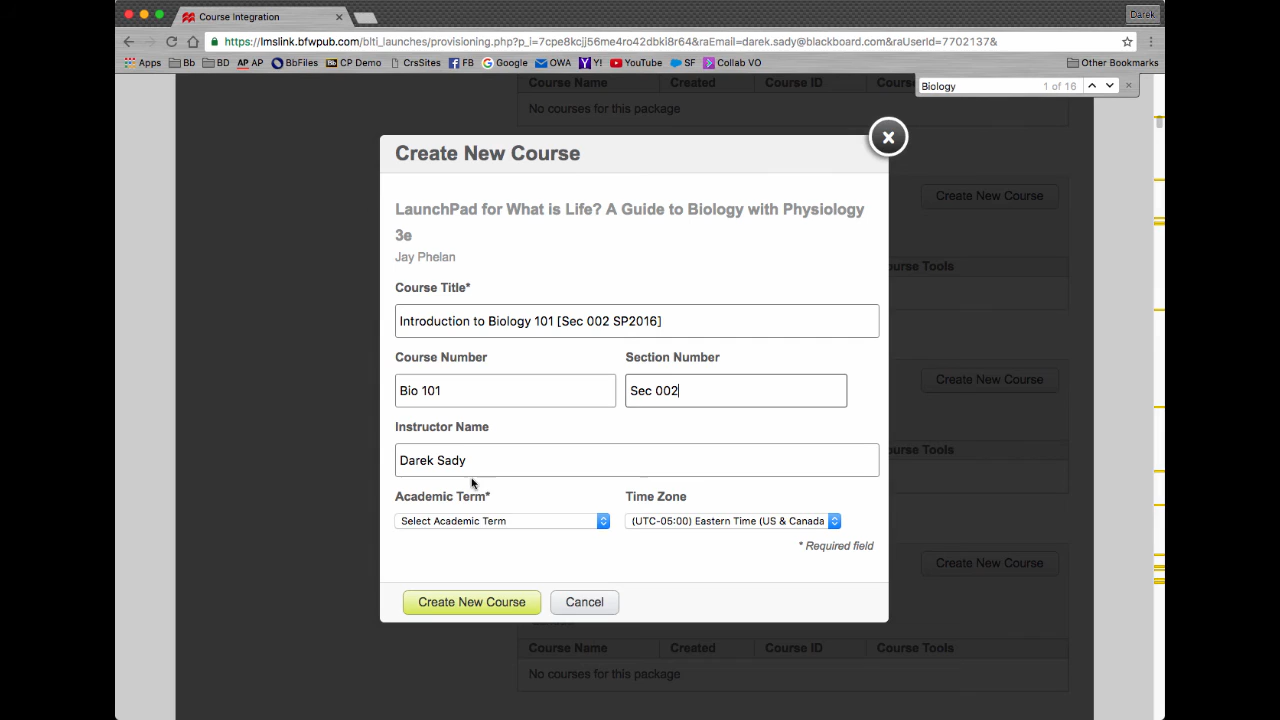 Course Integration
Darek
https://lmslink.bfwpub.com/blti_launches/provisioning.php?p_i=7cpe8kcjj56me4ro42dbki8r64&raEmail=darek.sady@blackboard.com&raUserId=7702137&
Apps Bb BD AP AP BbFiles CP Demo CrsSites FB Google OWA Y! YouTube SF Collab VO Other Bookmarks
Course Name Created Course ID
Biology 1 of 16
No courses for this package
Create New Course
Create New Course
LaunchPad for What is Life? A Guide to Biology with Physiology
3e
Jay Phelan
ourse Tools
Course Title*
Introduction to Biology 101 [Sec 002 SP2016]
Course Number Section Number
Create New Course
Bio 101 Sec 002
Instructor Name
ourse Tools
Darek Sady
Academic Term* Time Zone
Select Academic Term (UTC-05:00) Eastern Time (US & Canada
* Required field
Create New Course
Create New Course Cancel
Course Name Created Course ID Course Tools
No courses for this package